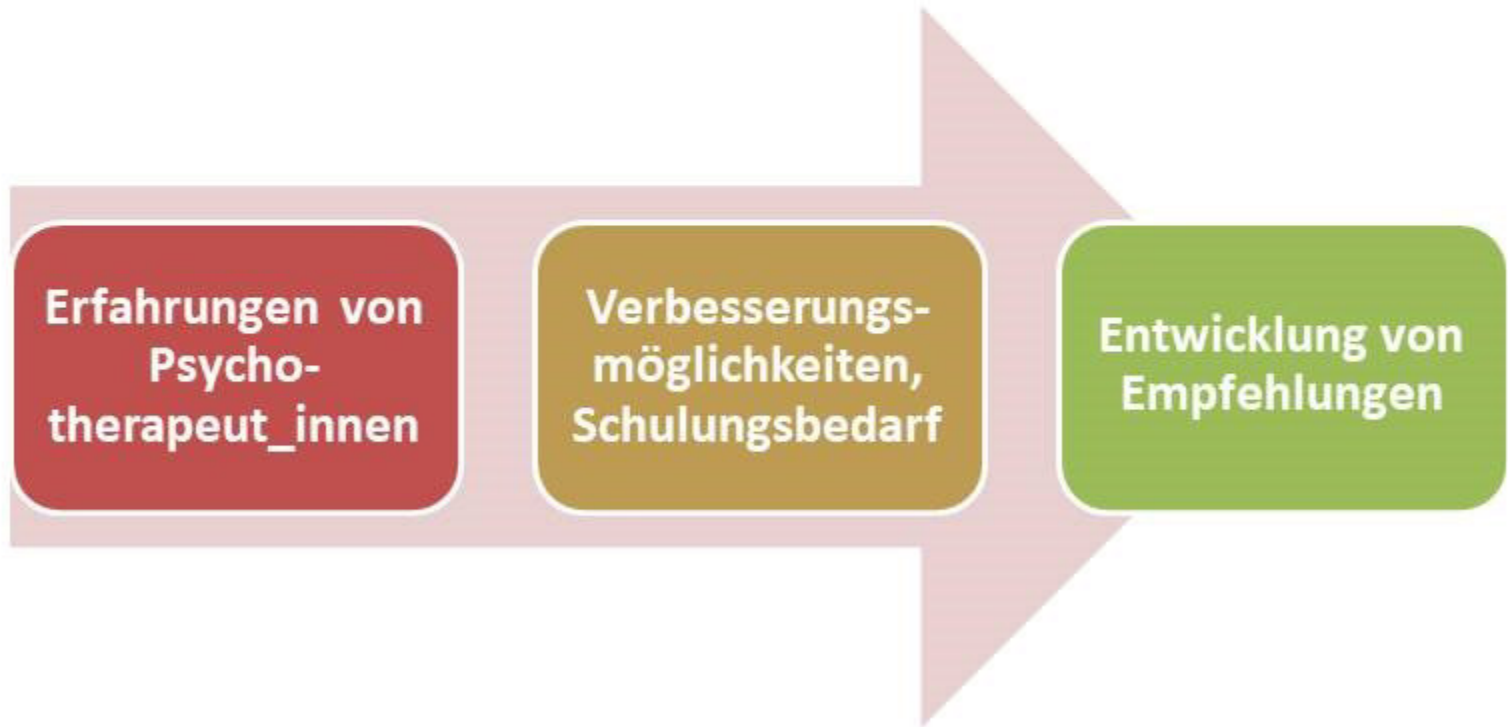 Erfahrungen von
Psycho-
therapeut_innen
Verbesserungs-
möglichkeiten,
Schulungsbedarf
Entwicklung von
Empfehlungen